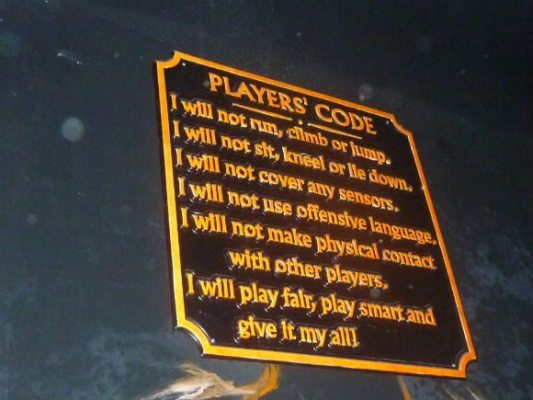 PLAYERS' CODE
I will not run, climb or jump.
I will not sit, kneel or lie down.
I will not cover any sensors.
I will not use offensive language.
I will not make physical contact
with other players.
I will play fair, play smart and
give it my all!